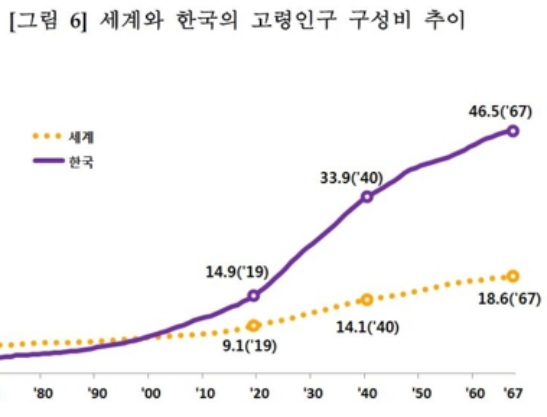 [그림 6] 세계와 한국의 고령인구 구성비 추이
세계
한국
46.5('67)
33.9('40)
14.9('19)
18.6('67)
14.1('40)
9.1('19)
'80 '90 '00 '10 '20 '30 '40 '50 '60 '67